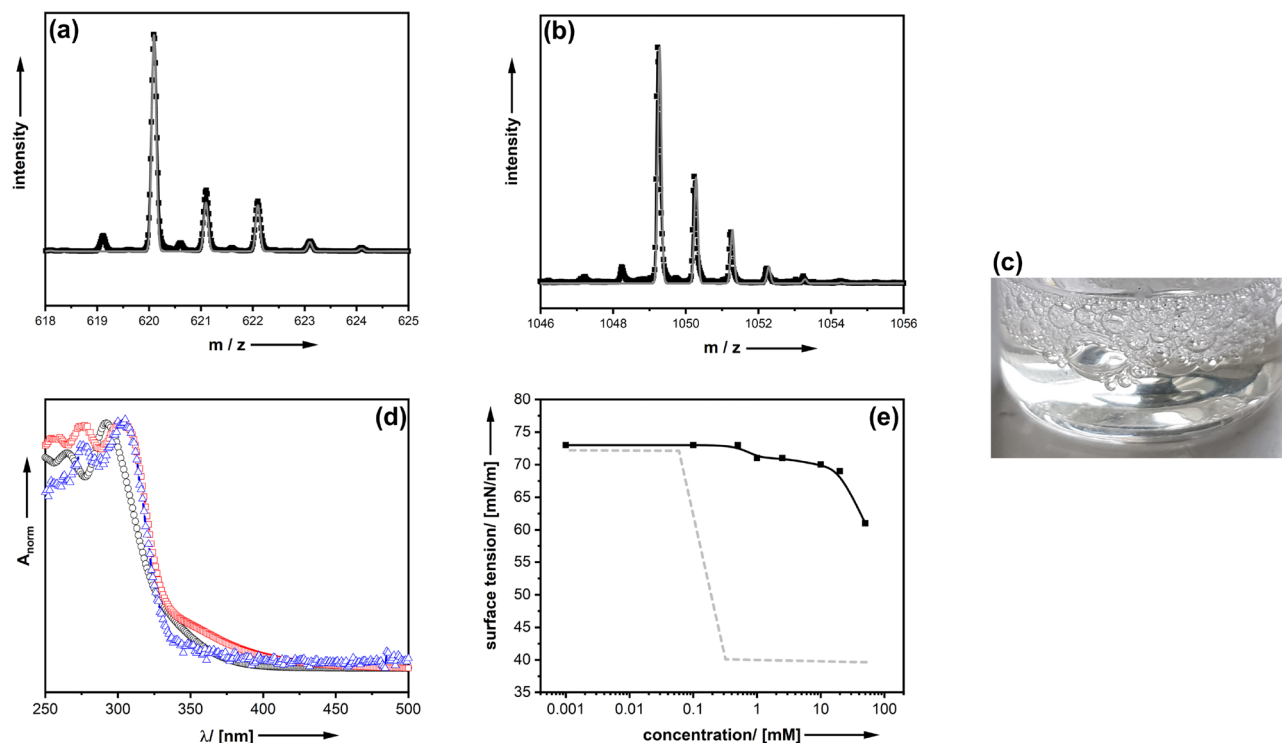 (a)
intensity
618 619 620 621 622 623 624 625
m / z
(b)
intensity
1046 1048 1050 1052 1054 1056
m / z
(c)
(d)
A norm
250 300 350 400 450 500
λ/ [nm]
(e)
surface tension/ [mN/m]
80
75
70
65
60
55
50
45
40
35
0.001 0.01 0.1 1 10 100
concentration/ [mM]